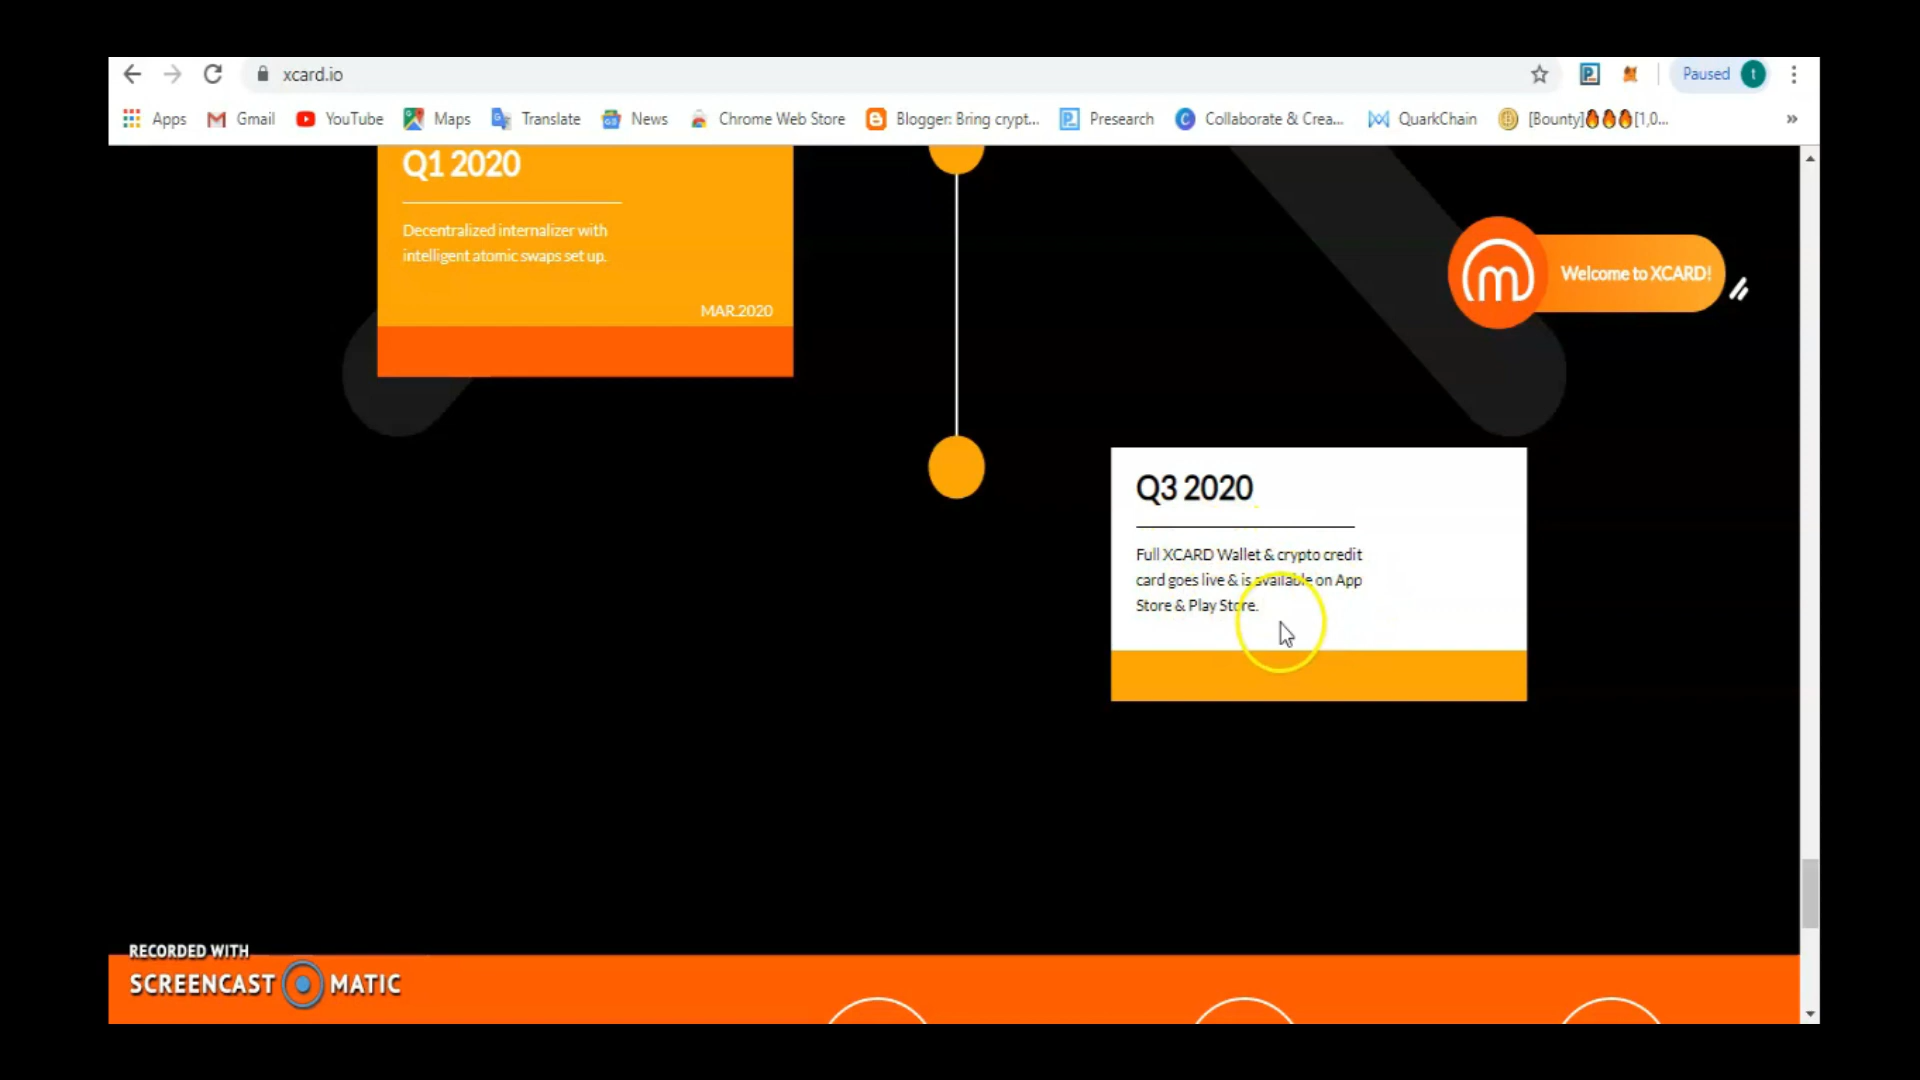 xcard.io
Paused t
Apps Gmail YouTube Maps Translate News Chrome Web Store Blogger: Bring crypt... Presearch Collaborate & Crea... QuarkChain [Bounty]🔥🔥🔥[1,0... »
Q1 2020
Decentralized internalizer with
intelligent atomic swaps set up.
MAR.2020
Welcome to XCARD!
Q3 2020
Full XCARD Wallet & crypto credit
card goes live & is available on App
Store & Play Store.
RECORDED WITH
SCREENCAST MATIC